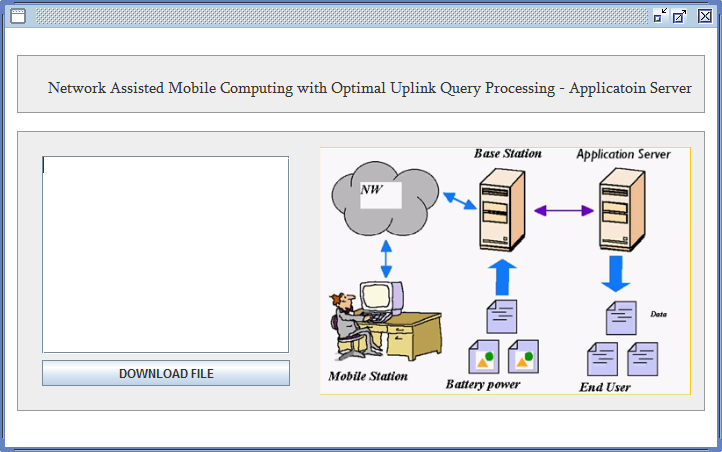 Network Assisted Mobile Computing with Optimal Uplink Query Processing - Applicatoin Server
Base Station
Application Server
NW
Data
Mobile Station
Battery power
End User
DOWNLOAD FILE